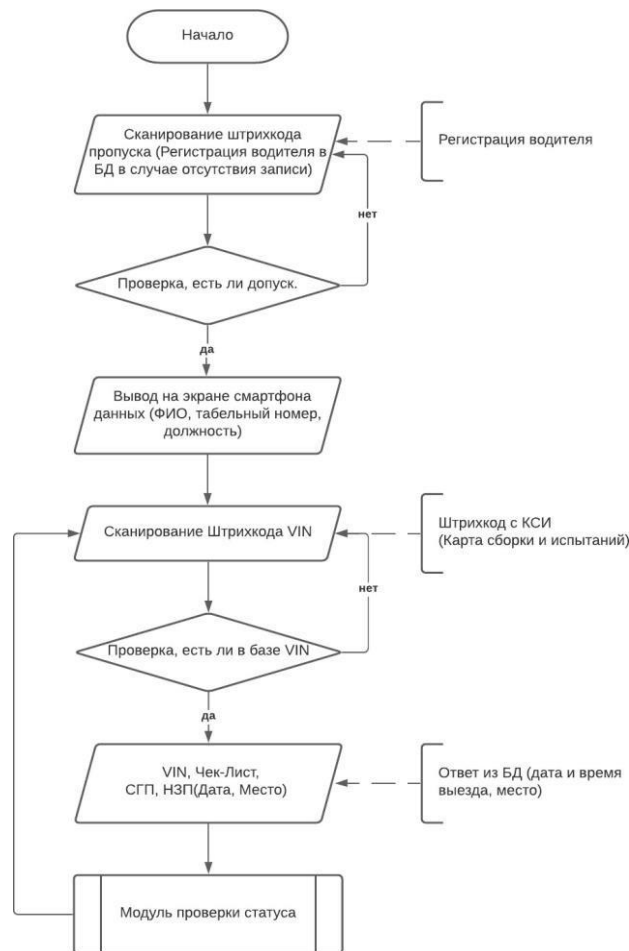 Начало
Сканирование штрихкода
пропуска (Регистрация водителя в
БД в случае отсутствия записи)
Регистрация водителя
нет
Проверка, есть ли допуск.
да
Вывод на экране смартфона
данных (ФИО, табельный номер,
должность)
Сканирование Штрихкода VIN
Штрихкод с КСИ
(Карта сборки и испытаний)
нет
Проверка, есть ли в базе VIN
да
VIN, Чек-Лист,
СГП, НЗП(Дата, Место)
Ответ из БД (дата и время
выезда, место)
Модуль проверки статуса